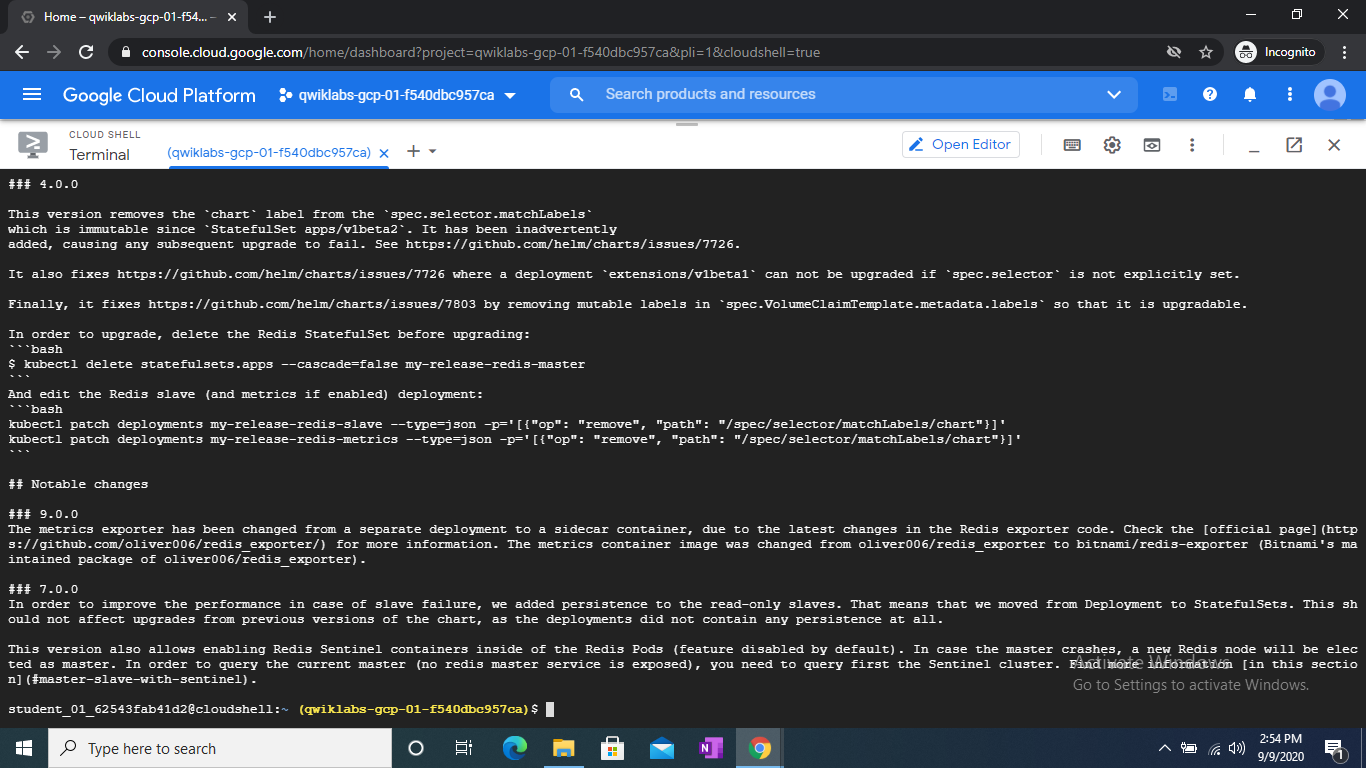 Home – qwiklabs-gcp-01-f54... –
console.cloud.google.com/home/dashboard?project=qwiklabs-gcp-01-f540dbc957ca&pli=1&cloudshell=true
Incognito
Google Cloud Platform
qwiklabs-gcp-01-f540dbc957ca
Search products and resources
CLOUD SHELL
Terminal
(qwiklabs-gcp-01-f540dbc957ca)
Open Editor
### 4.0.0
This version removes the `chart` label from the `spec.selector.matchLabels`
which is immutable since `StatefulSet apps/v1beta2`. It has been inadvertently
added, causing any subsequent upgrade to fail. See https://github.com/helm/charts/issues/7726.
It also fixes https://github.com/helm/charts/issues/7726 where a deployment `extensions/v1beta1` can not be upgraded if `spec.selector` is not explicitly set.
Finally, it fixes https://github.com/helm/charts/issues/7803 by removing mutable labels in `spec.VolumeClaimTemplate.metadata.labels` so that it is upgradable.
In order to upgrade, delete the Redis StatefulSet before upgrading:
```bash
$ kubectl delete statefulsets.apps --cascade=false my-release-redis-master
```
And edit the Redis slave (and metrics if enabled) deployment:
```bash
kubectl patch deployments my-release-redis-slave --type=json -p='[{"op": "remove", "path": "/spec/selector/matchLabels/chart"}]'
kubectl patch deployments my-release-redis-metrics --type=json -p='[{"op": "remove", "path": "/spec/selector/matchLabels/chart"}]'
```
## Notable changes
### 9.0.0
The metrics exporter has been changed from a separate deployment to a sidecar container, due to the latest changes in the Redis exporter code. Check the [official page](http
s://github.com/oliver006/redis_exporter/) for more information. The metrics container image was changed from oliver006/redis_exporter to bitnami/redis-exporter (Bitnami's ma
intained package of oliver006/redis_exporter).
### 7.0.0
In order to improve the performance in case of slave failure, we added persistence to the read-only slaves. That means that we moved from Deployment to StatefulSets. This sh
ould not affect upgrades from previous versions of the chart, as the deployments did not contain any persistence at all.
This version also allows enabling Redis Sentinel containers inside of the Redis Pods (feature disabled by default). In case the master crashes, a new Redis node will be elec
ted as master. In order to query the current master (no redis master service is exposed), you need to query first the Sentinel cluster. Find more information [in this sectio
n](#master-slave-with-sentinel).
Activate Windows
Go to Settings to activate Windows.
student_01_62543fab41d2@cloudshell:~ (qwiklabs-gcp-01-f540dbc957ca)$
Type here to search
2:54 PM
9/9/2020
1